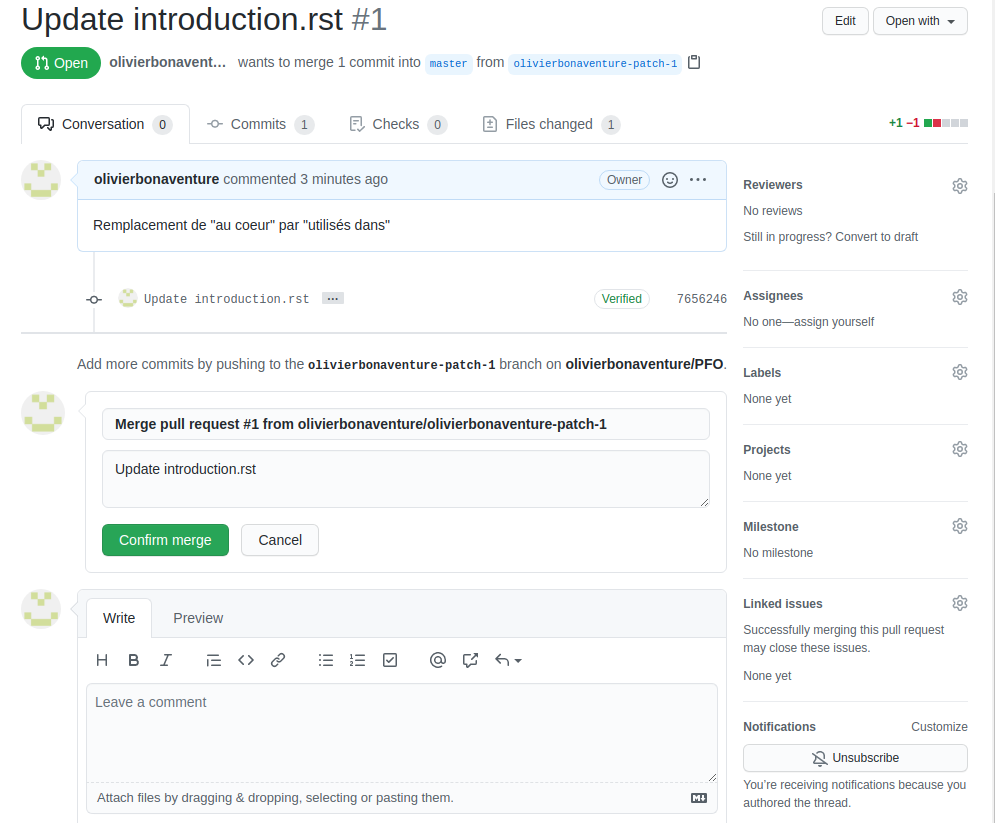 Update introduction.rst #1
Edit
Open with
Open
olivierbonavent… wants to merge 1 commit into master from olivierbonaventure-patch-1
Conversation 0
Commits 1
Checks 0
Files changed 1
+1 −1
olivierbonaventure commented 3 minutes ago
Owner
Remplacement de "au coeur" par "utilisés dans"
Update introduction.rst …
Verified
7656246
Add more commits by pushing to the olivierbonaventure-patch-1 branch on olivierbonaventure/PFO.
Merge pull request #1 from olivierbonaventure/olivierbonaventure-patch-1
Update introduction.rst
Confirm merge
Cancel
Write
Preview
Leave a comment
Attach files by dragging & dropping, selecting or pasting them.
Reviewers
No reviews
Still in progress? Convert to draft
Assignees
No one—assign yourself
Labels
None yet
Projects
None yet
Milestone
No milestone
Linked issues
Successfully merging this pull request
may close these issues.
None yet
Notifications
Customize
Unsubscribe
You're receiving notifications because you
authored the thread.